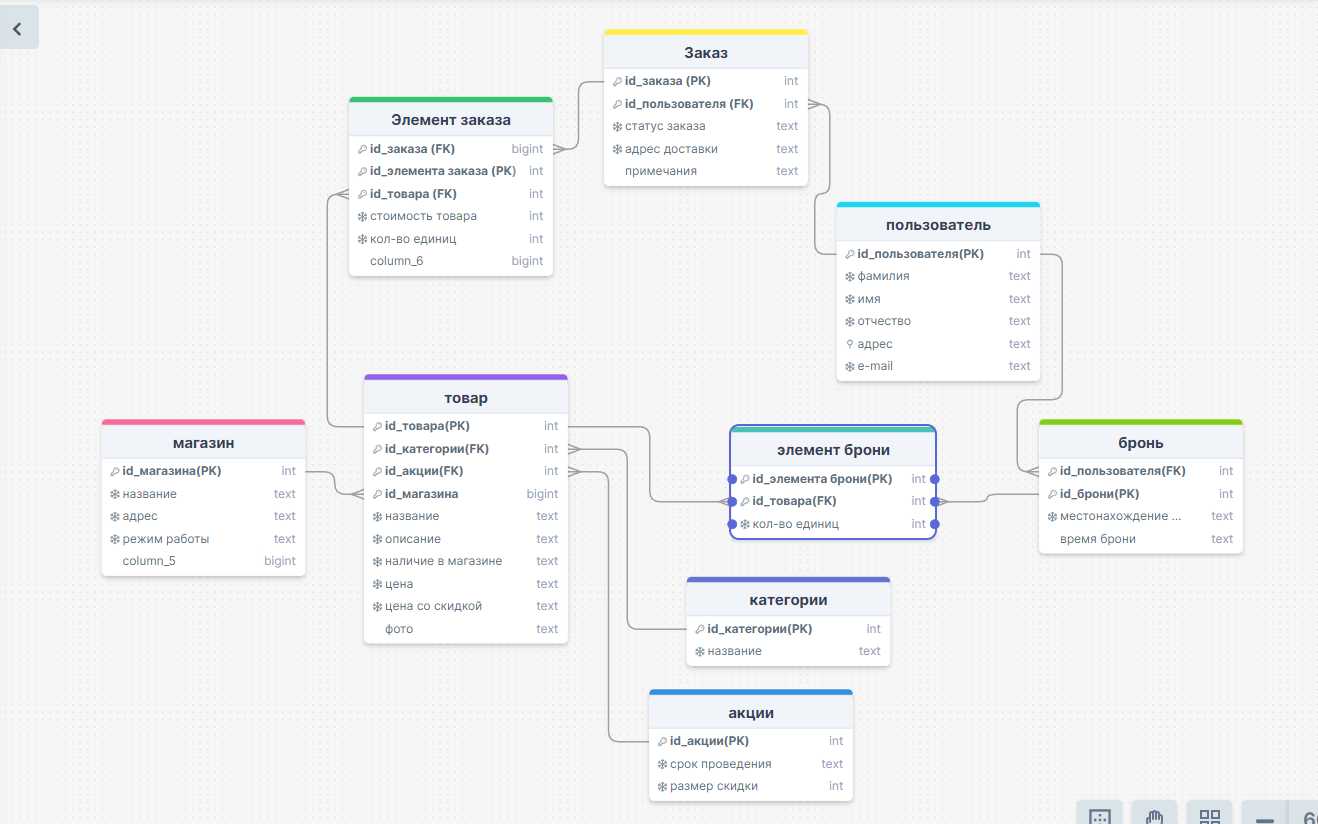 Заказ
id_заказа (PK) int
id_пользователя (FK) int
статус заказа text
адрес доставки text
примечания text
Элемент заказа
id_заказа (FK) bigint
id_элемента заказа (PK) int
id_товара (FK) int
стоимость товара int
кол-во единиц int
column_6 bigint
пользователь
id_пользователя(PK) int
фамилия text
имя text
отчество text
адрес text
e-mail text
товар
id_товара(PK) int
id_категории(FK) int
id_акции(FK) int
id_магазина bigint
название text
описание text
наличие в магазине text
цена text
цена со скидкой text
фото text
магазин
id_магазина(PK) int
название text
адрес text
режим работы text
column_5 bigint
элемент брони
id_элемента брони(PK) int
id_товара(FK) int
кол-во единиц int
бронь
id_пользователя(FK) int
id_брони(PK) int
местонахождение ... text
время брони text
категории
id_категории(PK) int
название text
акции
id_акции(PK) int
срок проведения text
размер скидки int